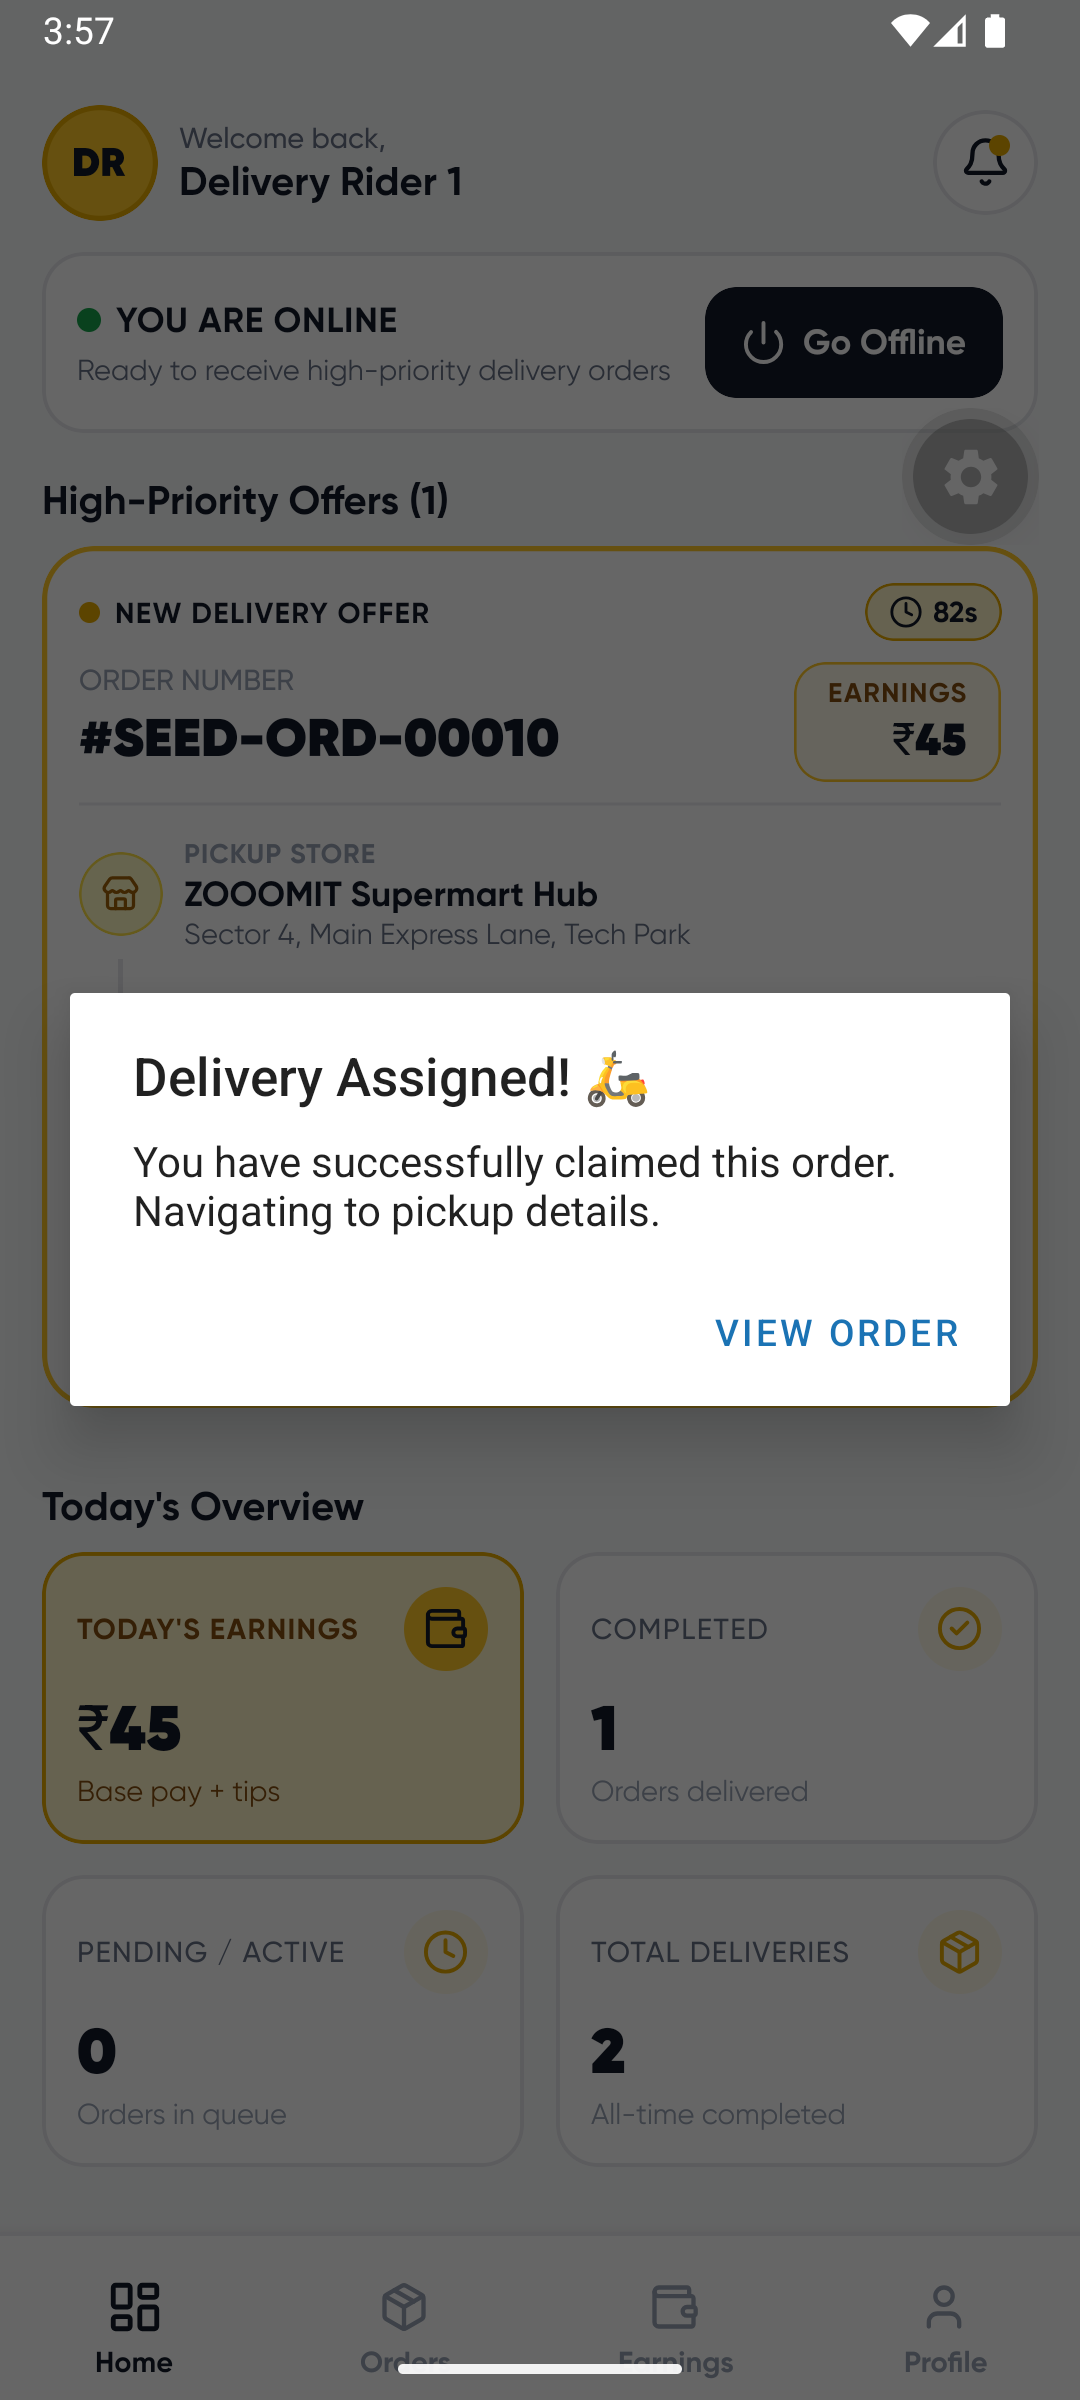 3:57
DR
Welcome back,
Delivery Rider 1
YOU ARE ONLINE
Ready to receive high-priority delivery orders
Go Offline
High-Priority Offers (1)
NEW DELIVERY OFFER
82s
ORDER NUMBER
#SEED-ORD-00010
EARNINGS
₹45
PICKUP STORE
ZOOOMIT Supermart Hub
Sector 4, Main Express Lane, Tech Park
Delivery Assigned! 🛵
You have successfully claimed this order.
Navigating to pickup details.
VIEW ORDER
Today's Overview
TODAY'S EARNINGS
₹45
Base pay + tips
COMPLETED
1
Orders delivered
PENDING / ACTIVE
0
Orders in queue
TOTAL DELIVERIES
2
All-time completed
Home
Orders
Earnings
Profile